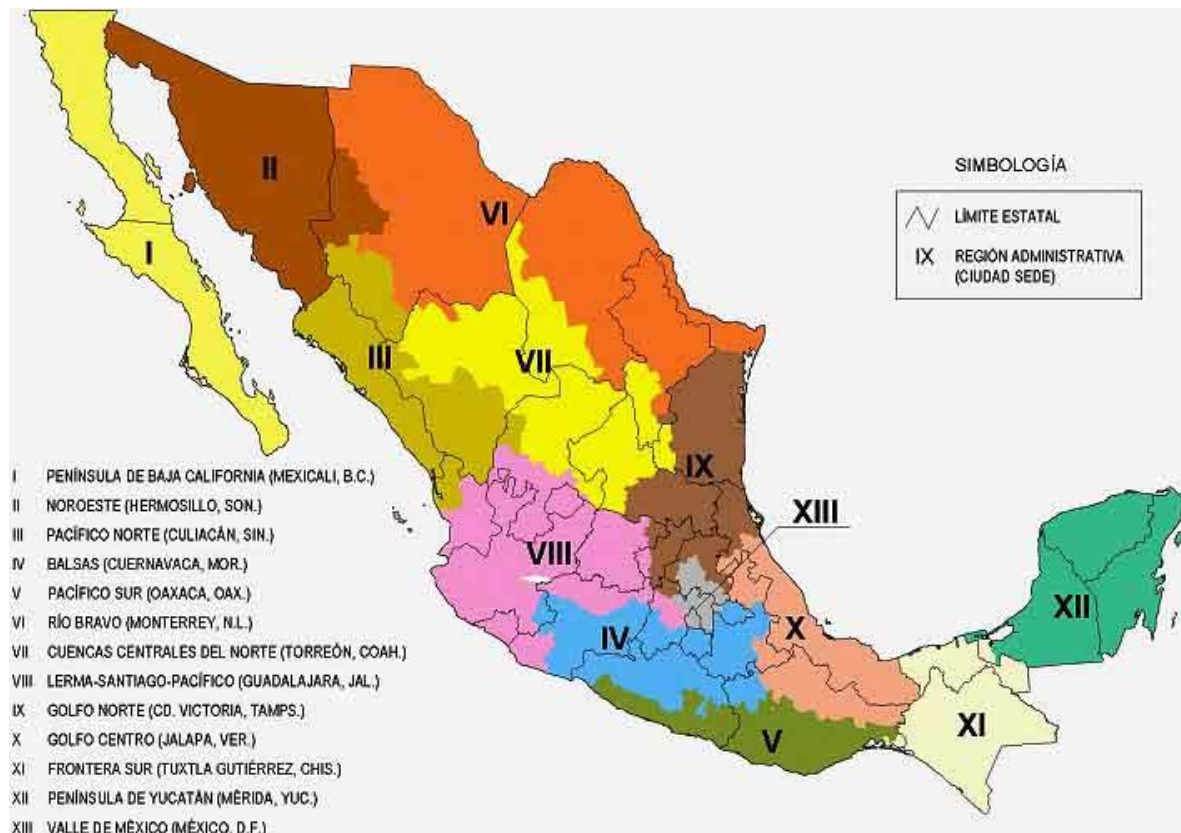 II
VI
I
SIMBOLOGÍA
LÍMITE ESTATAL
IX REGIÓN ADMINISTRATIVA
(CIUDAD SEDE)
III
VII
IX
XIII
VIII
XII
IV
X
XI
V
I PENÍNSULA DE BAJA CALIFORNIA (MEXICALI, B.C.)
II NOROESTE (HERMOSILLO, SON.)
III PACÍFICO NORTE (CULIACÁN, SIN.)
IV BALSAS (CUERNAVACA, MOR.)
V PACÍFICO SUR (OAXACA, OAX.)
VI RÍO BRAVO (MONTERREY, N.L.)
VII CUENCAS CENTRALES DEL NORTE (TORREÓN, COAH.)
VIII LERMA-SANTIAGO-PACÍFICO (GUADALAJARA, JAL.)
IX GOLFO NORTE (CD. VICTORIA, TAMPS.)
X GOLFO CENTRO (JALAPA, VER.)
XI FRONTERA SUR (TUXTLA GUTIÉRREZ, CHIS.)
XII PENÍNSULA DE YUCATÁN (MÉRIDA, YUC.)
XIII VALLE DE MÉXICO (MÉXICO, D.F.)